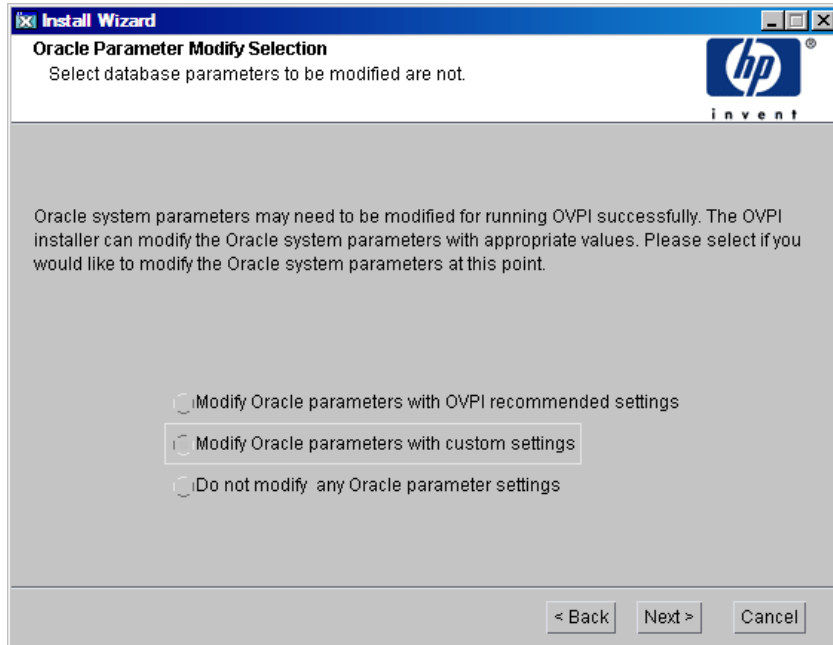 Install Wizard
Oracle Parameter Modify Selection
Select database parameters to be modified are not.
hp
®
invent
Oracle system parameters may need to be modified for running OVPI successfully. The OVPI
installer can modify the Oracle system parameters with appropriate values. Please select if you
would like to modify the Oracle system parameters at this point.
Modify Oracle parameters with OVPI recommended settings
Modify Oracle parameters with custom settings
Do not modify any Oracle parameter settings
< Back Next > Cancel